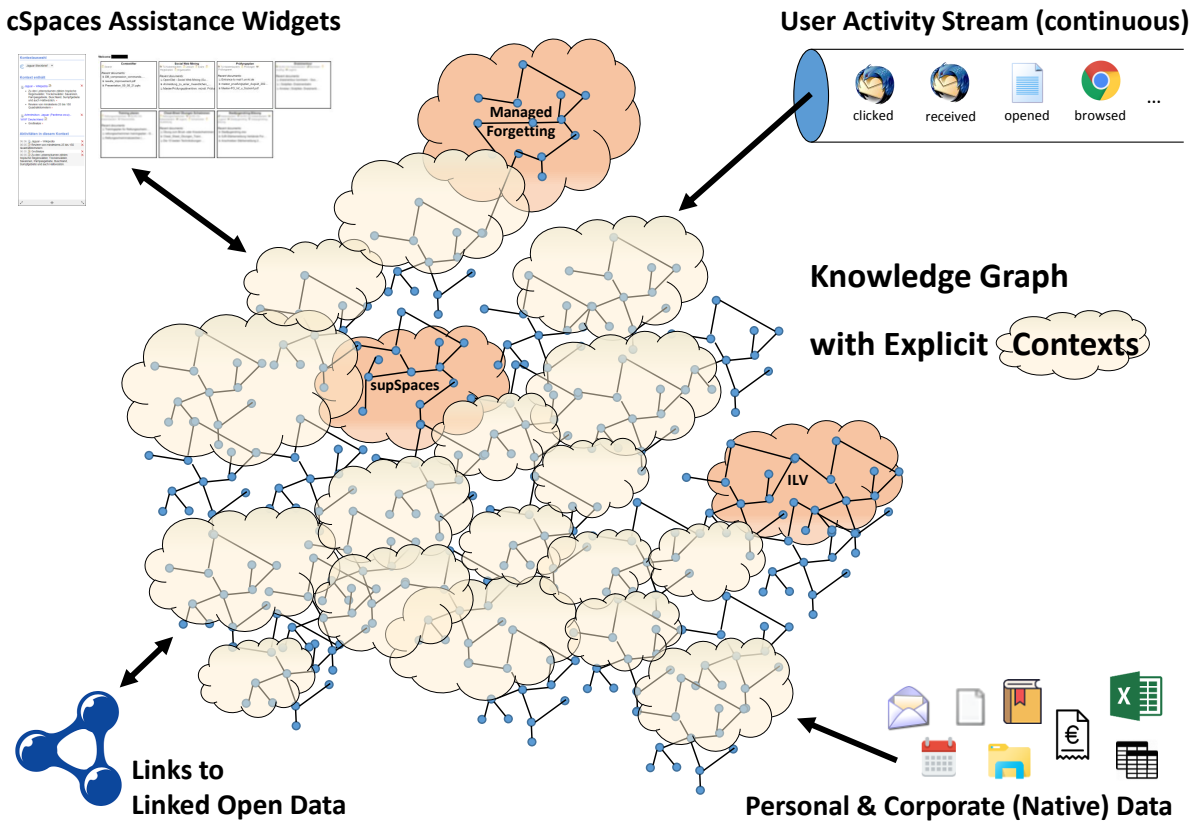 cSpaces Assistance Widgets
User Activity Stream (continuous)
clicked
received
opened
browsed
...
Managed
Forgetting
Knowledge Graph
with Explicit Contexts
supSpaces
ILV
X
€
Links to
Linked Open Data
Personal & Corporate (Native) Data